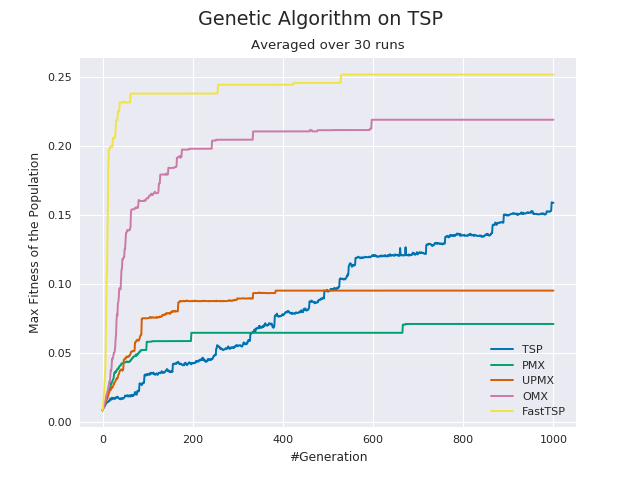 Genetic Algorithm on TSP
Averaged over 30 runs
Max Fitness of the Population
0.25
0.20
0.15
0.10
0.05
0.00
0
200
400
600
800
1000
#Generation
TSP
PMX
UPMX
OMX
FastTSP